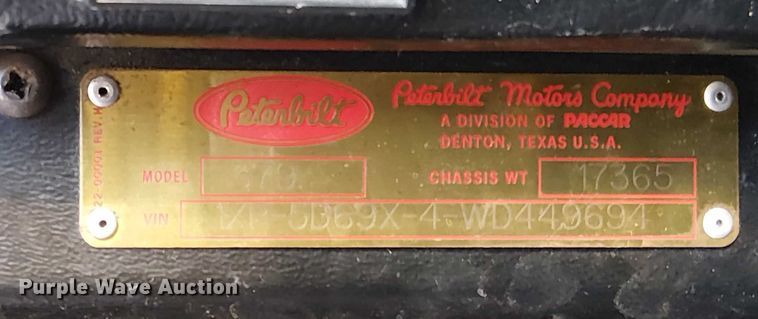 Peterbilt
Peterbilt Motors Company
A DIVISION OF PACCAR
DENTON, TEXAS U.S.A.
MODEL 379 CHASSIS WT 17365
VIN 1XP-5D69X-4-WD449694
Purple Wave Auction